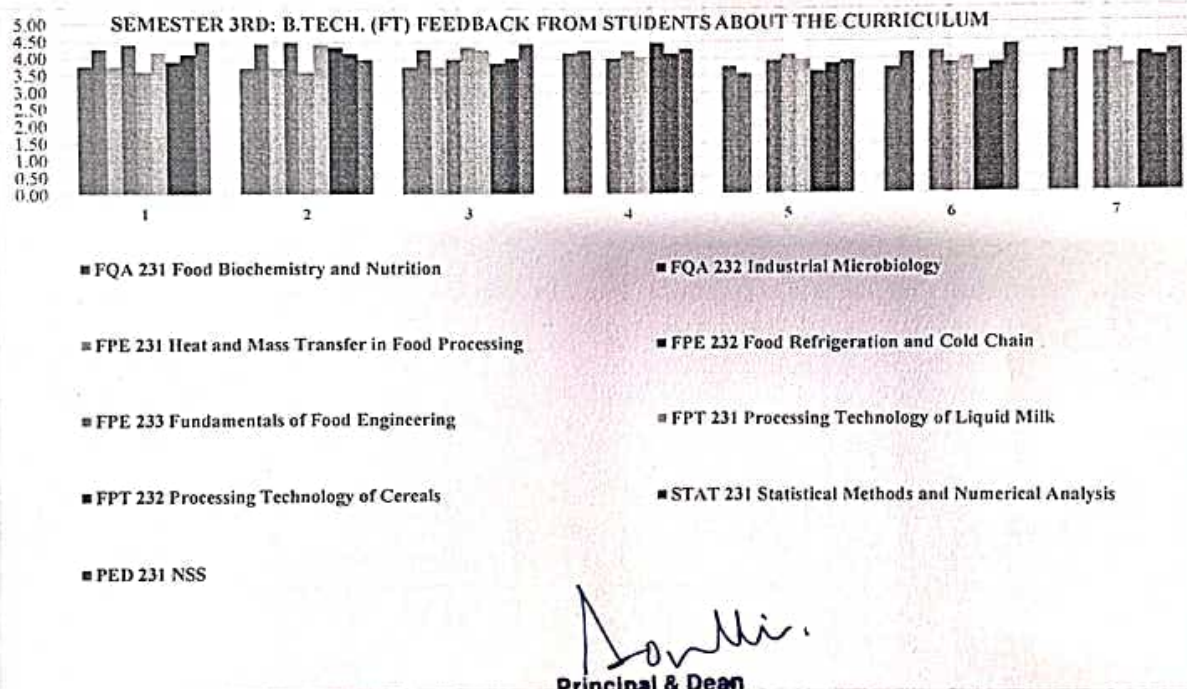 SEMESTER 3RD: B.TECH. (FT) FEEDBACK FROM STUDENTS ABOUT THE CURRICULUM
5.00
4.50
4.00
3.50
3.00
2.50
2.00
1.50
1.00
0.50
0.00
1 2 3 4 5 6 7
FQA 231 Food Biochemistry and Nutrition
FQA 232 Industrial Microbiology
FPE 231 Heat and Mass Transfer in Food Processing
FPE 232 Food Refrigeration and Cold Chain
FPE 233 Fundamentals of Food Engineering
FPT 231 Processing Technology of Liquid Milk
FPT 232 Processing Technology of Cereals
STAT 231 Statistical Methods and Numerical Analysis
PED 231 NSS
Principal & Dean